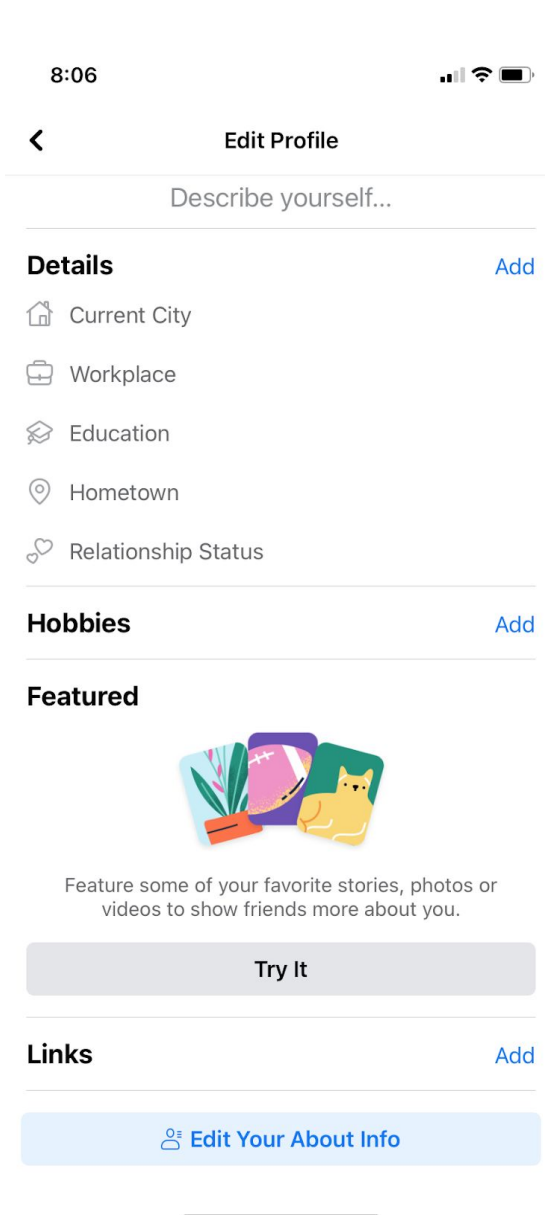 8:06
Edit Profile
Describe yourself...
Details Add
Current City
Workplace
Education
Hometown
Relationship Status
Hobbies Add
Featured
Feature some of your favorite stories, photos or
videos to show friends more about you.
Try It
Links Add
Edit Your About Info